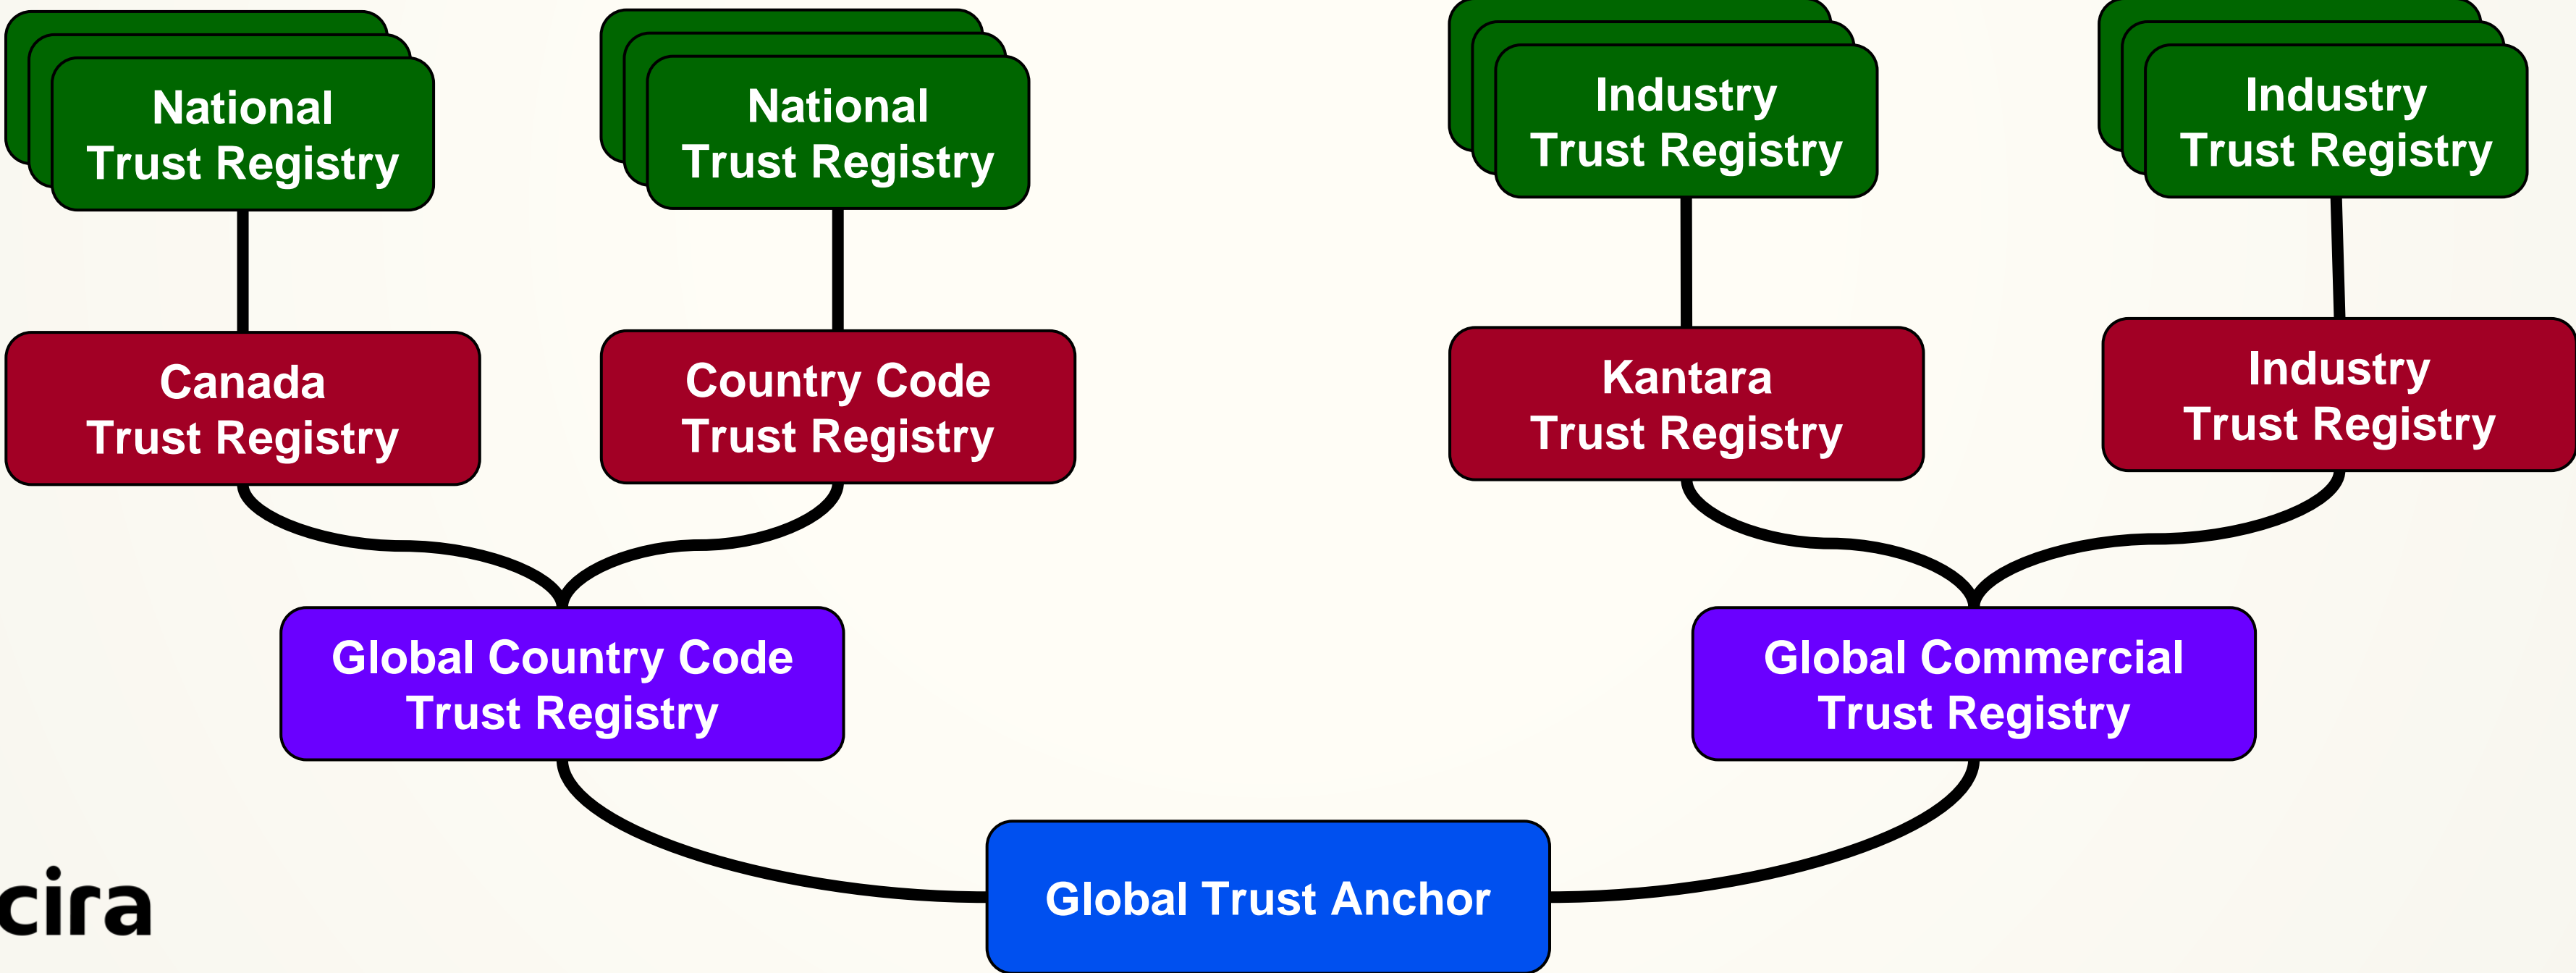 National
Trust Registry
National
Trust Registry
Industry
Trust Registry
Industry
Trust Registry
Canada
Trust Registry
Country Code
Trust Registry
Kantara
Trust Registry
Industry
Trust Registry
Global Country Code
Trust Registry
Global Commercial
Trust Registry
Global Trust Anchor
cira